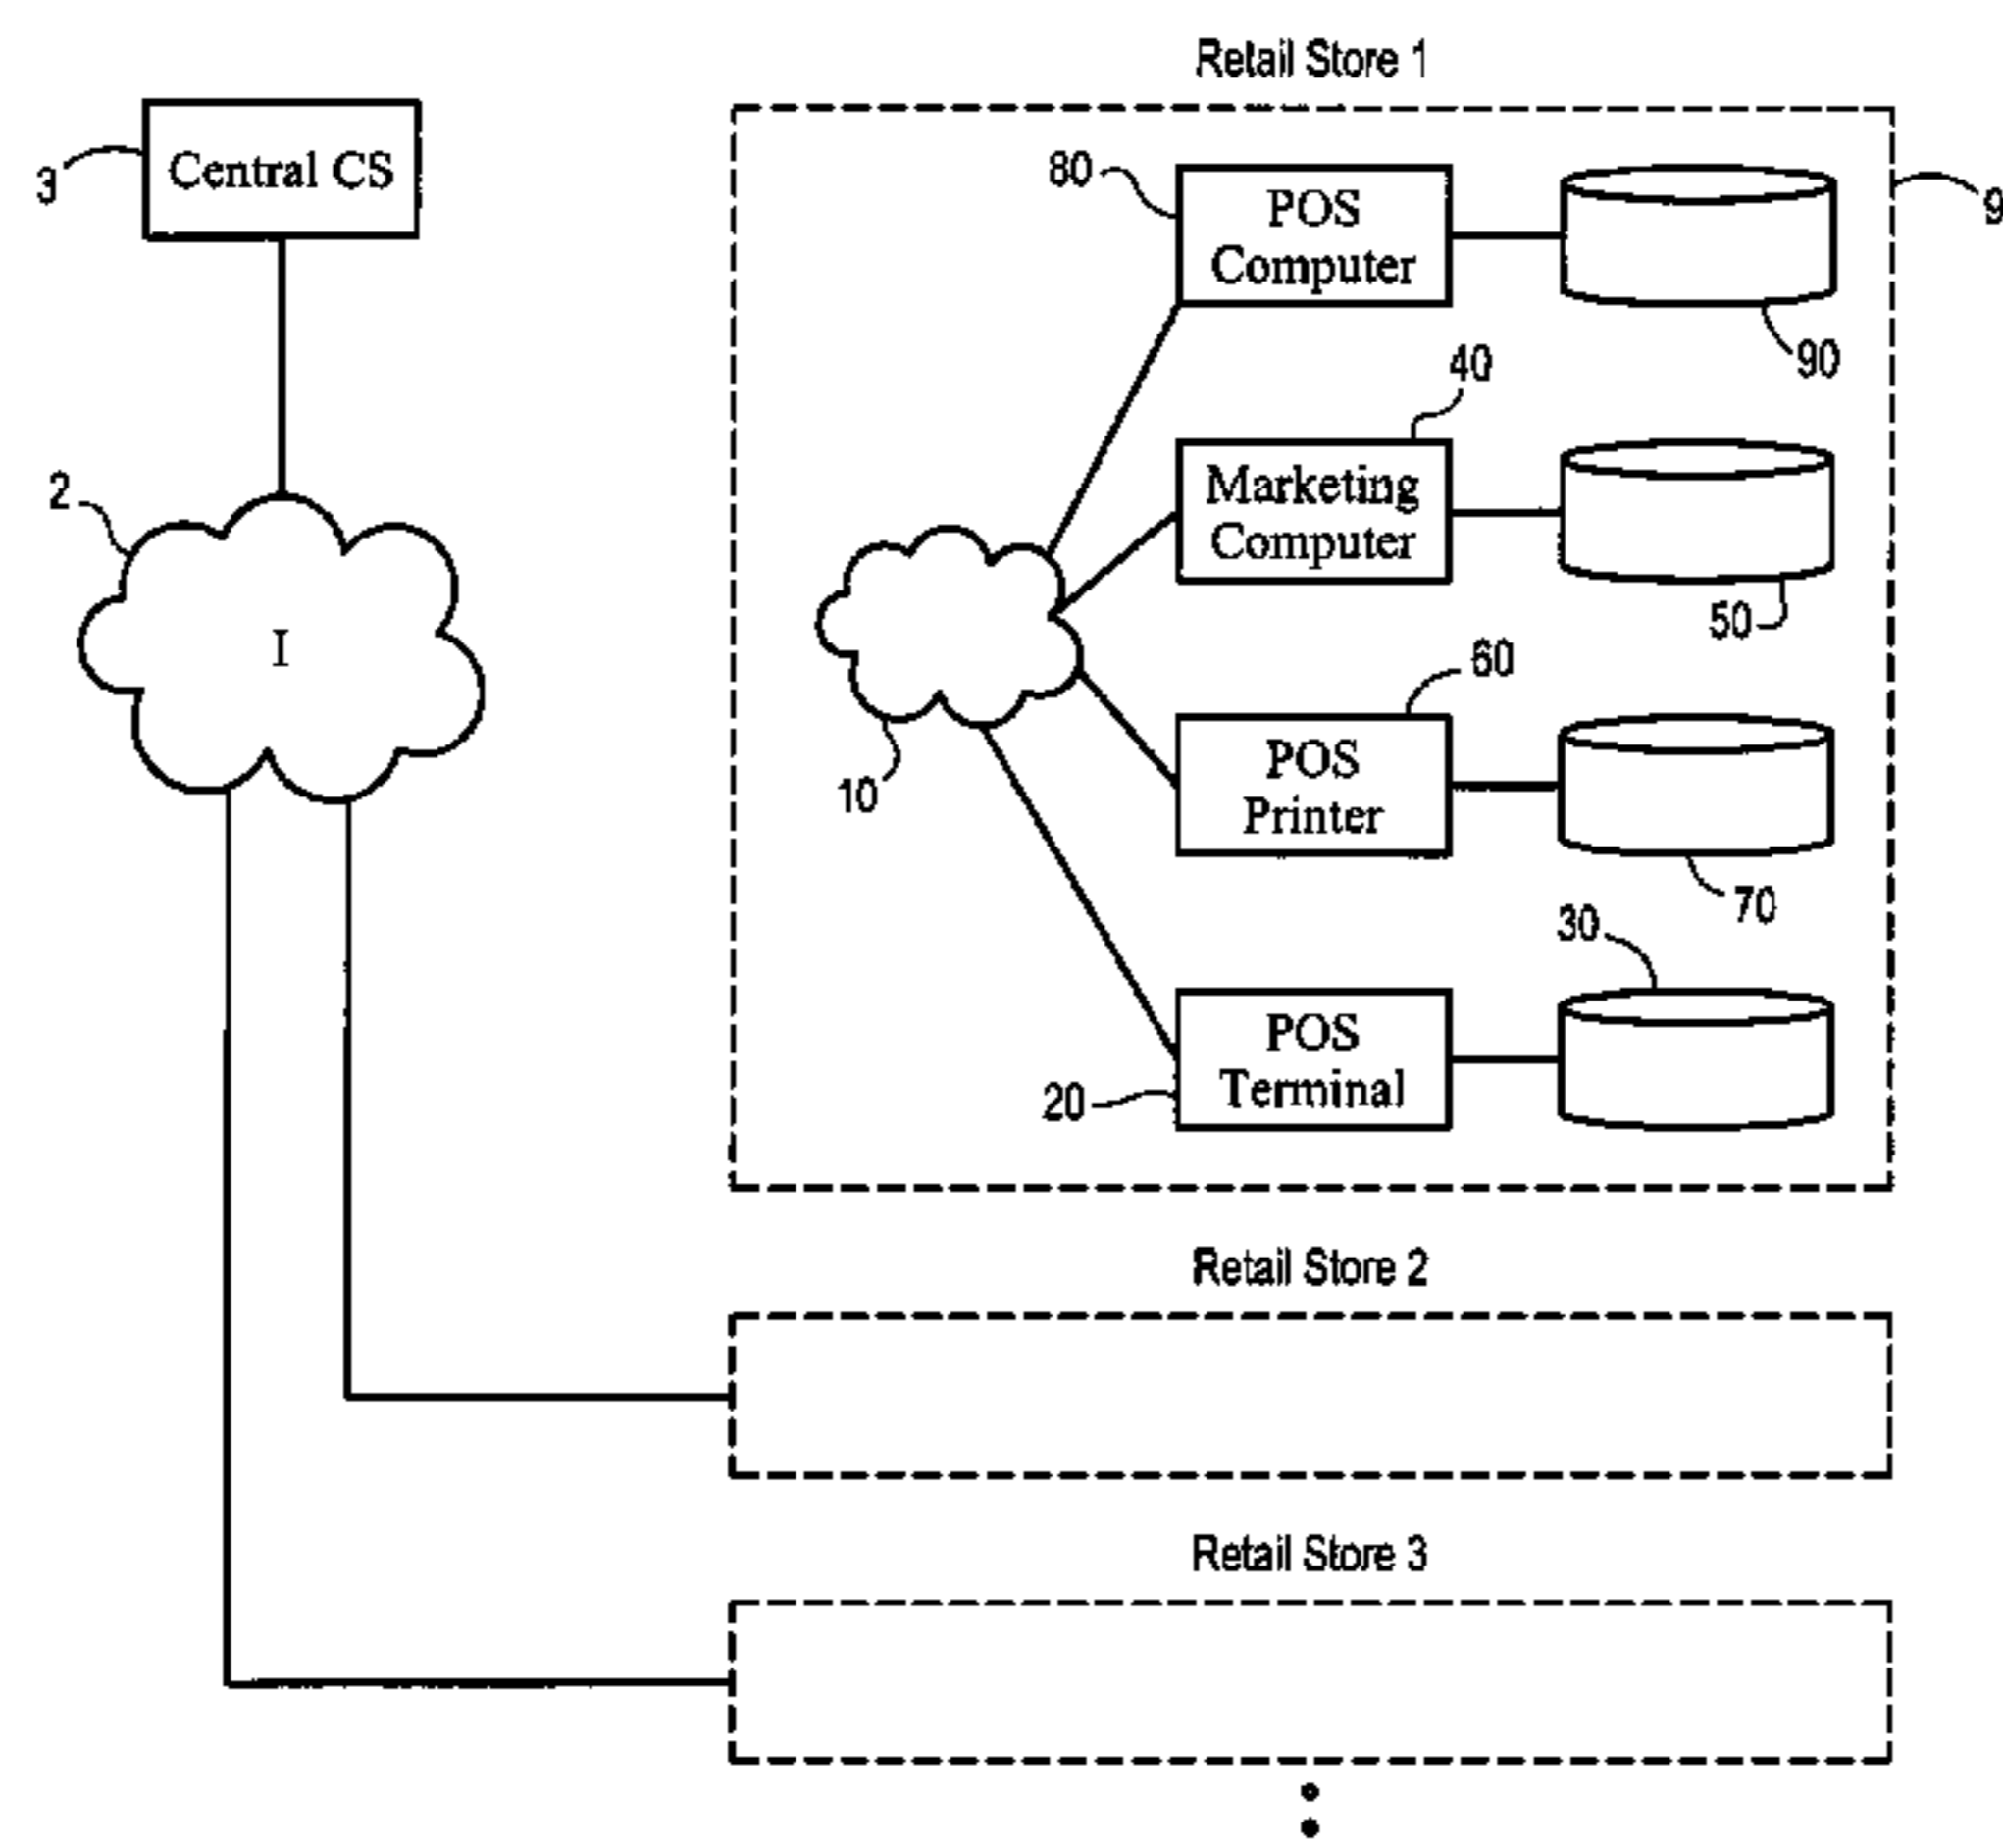 Retail Store 1
3
Central CS
80
POS
Computer
9
90
40
Marketing
Computer
2
I
50
60
POS
Printer
10
70
30
POS
Terminal
20
Retail Store 2
Retail Store 3